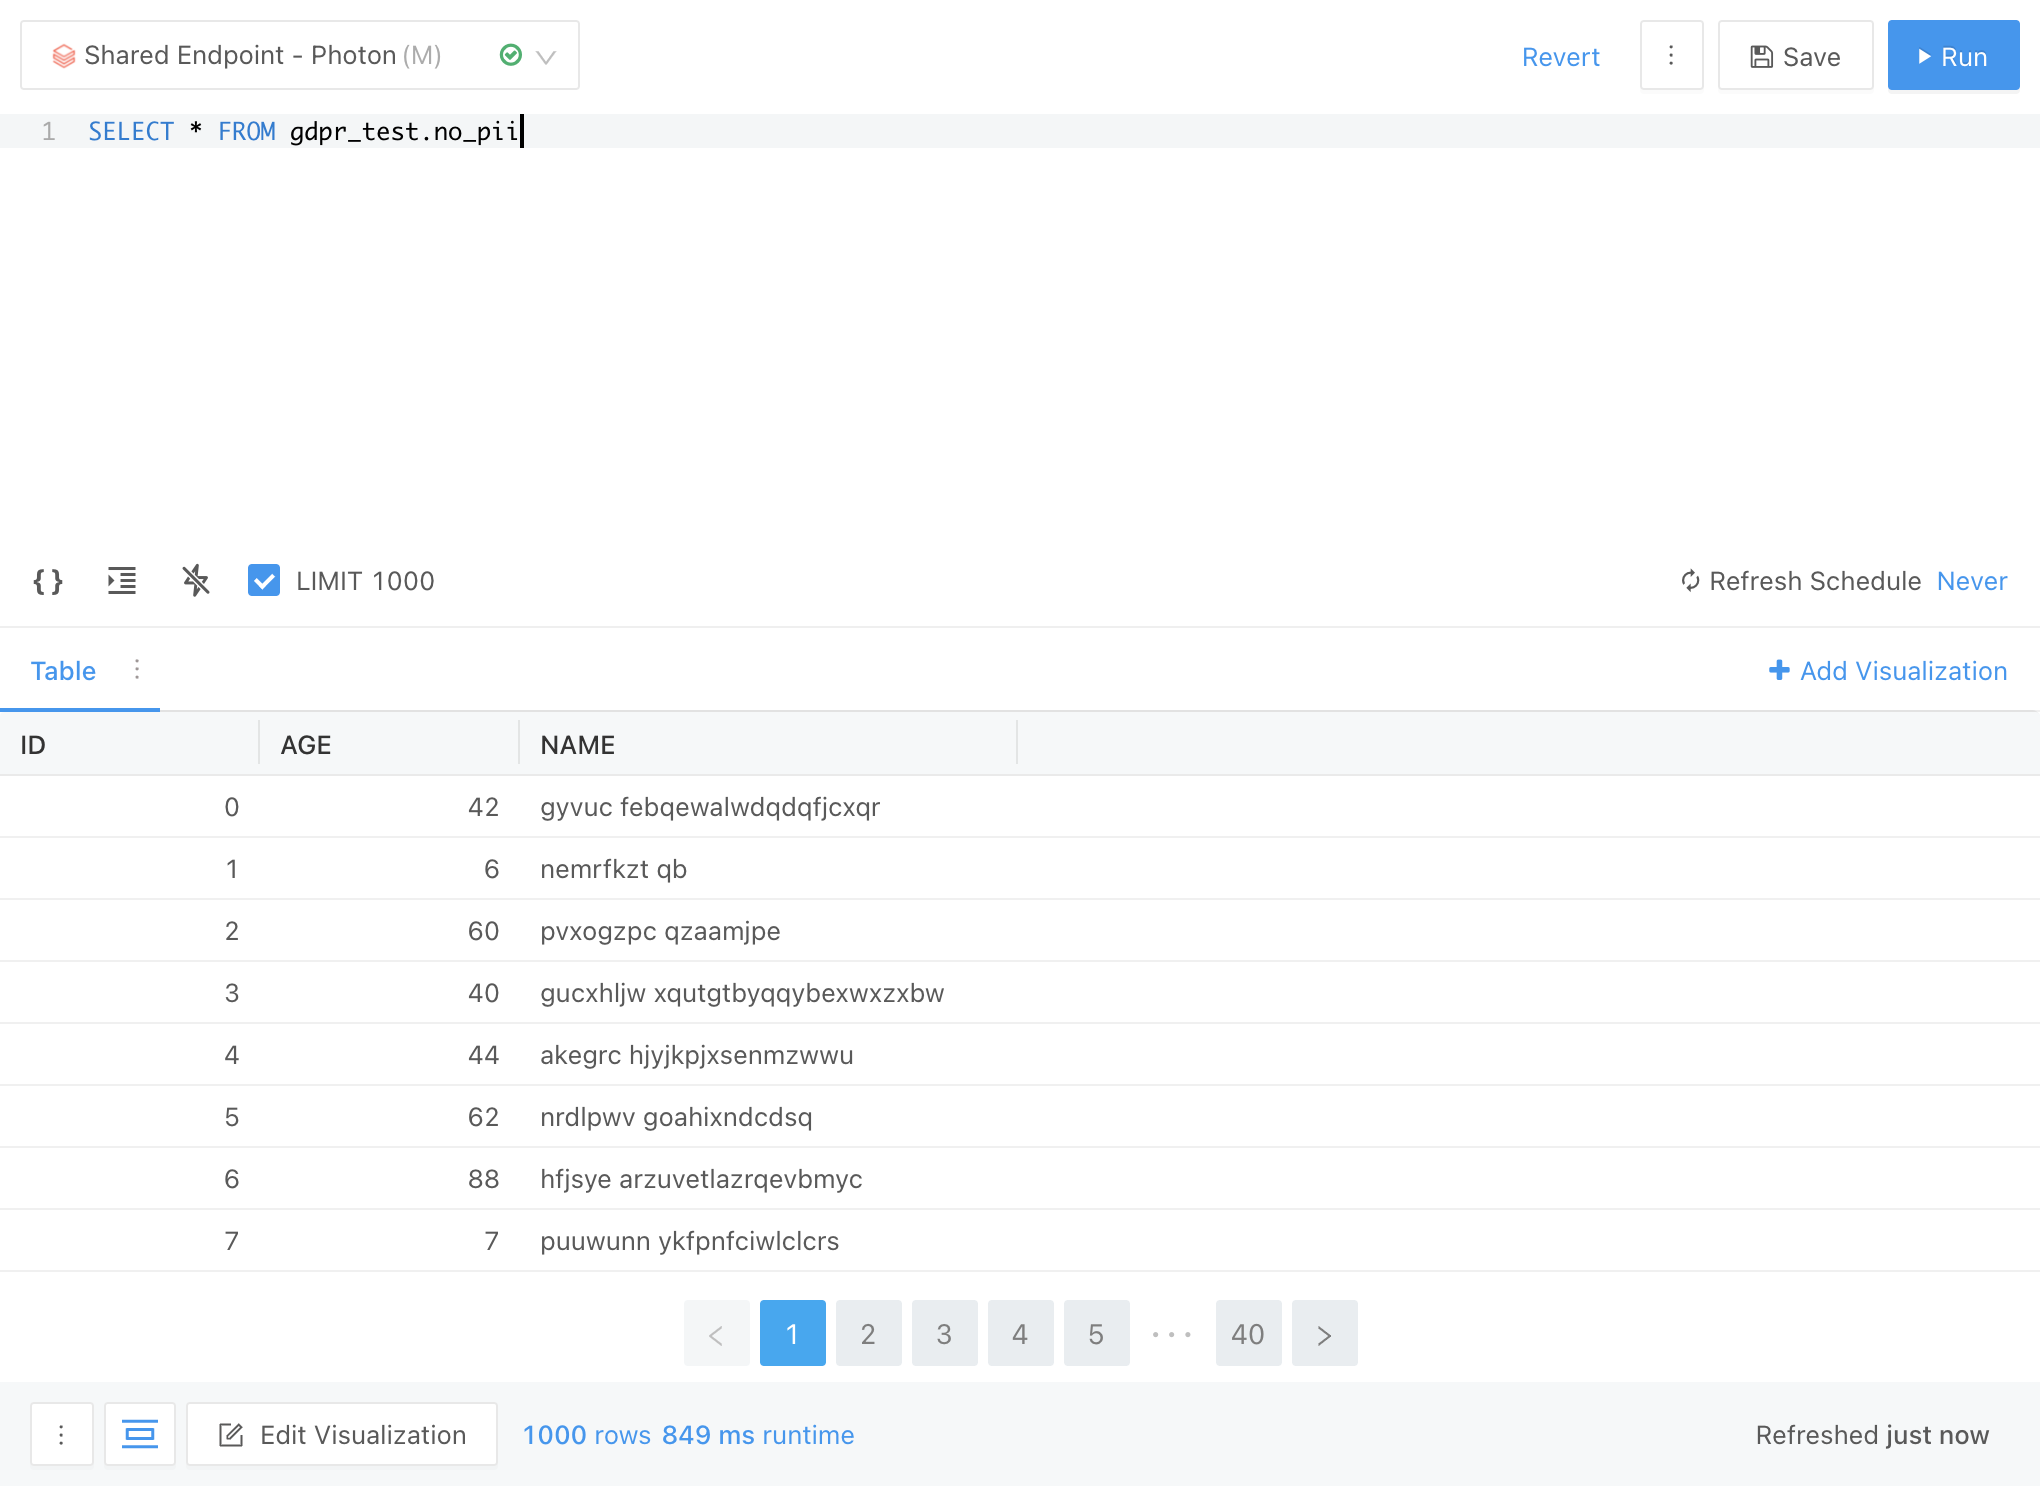 Shared Endpoint - Photon (M)
Revert
Save
Run
1 SELECT * FROM gdpr_test.no_pii
{} LIMIT 1000
Refresh Schedule Never
Table
+ Add Visualization
ID AGE NAME
0 42 gyvuc febqewalwdqdqfjcxqr
1 6 nemrfkzt qb
2 60 pvxogzpc qzaamjpe
3 40 gucxhljw xqutgtbyqqybexwxzxbw
4 44 akegrc hjyjkpjxsenmzwwu
5 62 nrdlpwv goahixndcdsq
6 88 hfjsye arzuvetlazrqevbmyc
7 7 puuwunn ykfpnfciwlclcrs
< 1 2 3 4 5 ··· 40 >
Edit Visualization
1000 rows 849 ms runtime
Refreshed just now